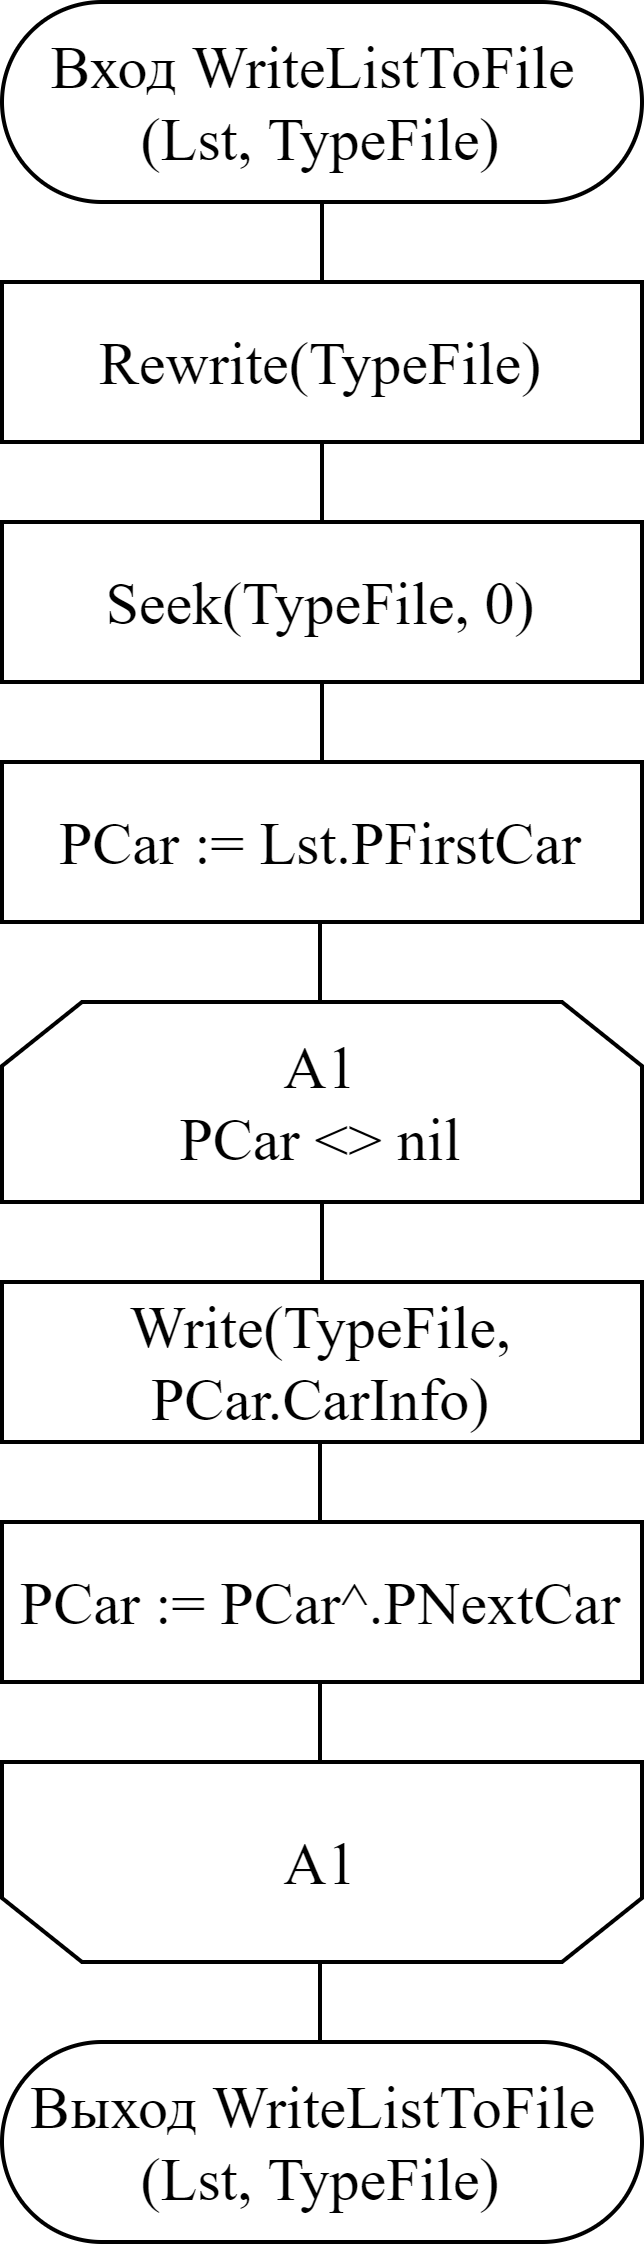 Вход WriteListToFile
(Lst, TypeFile)
Rewrite(TypeFile)
Seek(TypeFile, 0)
PCar := Lst.PFirstCar
A1
PCar <> nil
Write(TypeFile,
PCar.CarInfo)
PCar := PCar^.PNextCar
A1
Выход WriteListToFile
(Lst, TypeFile)